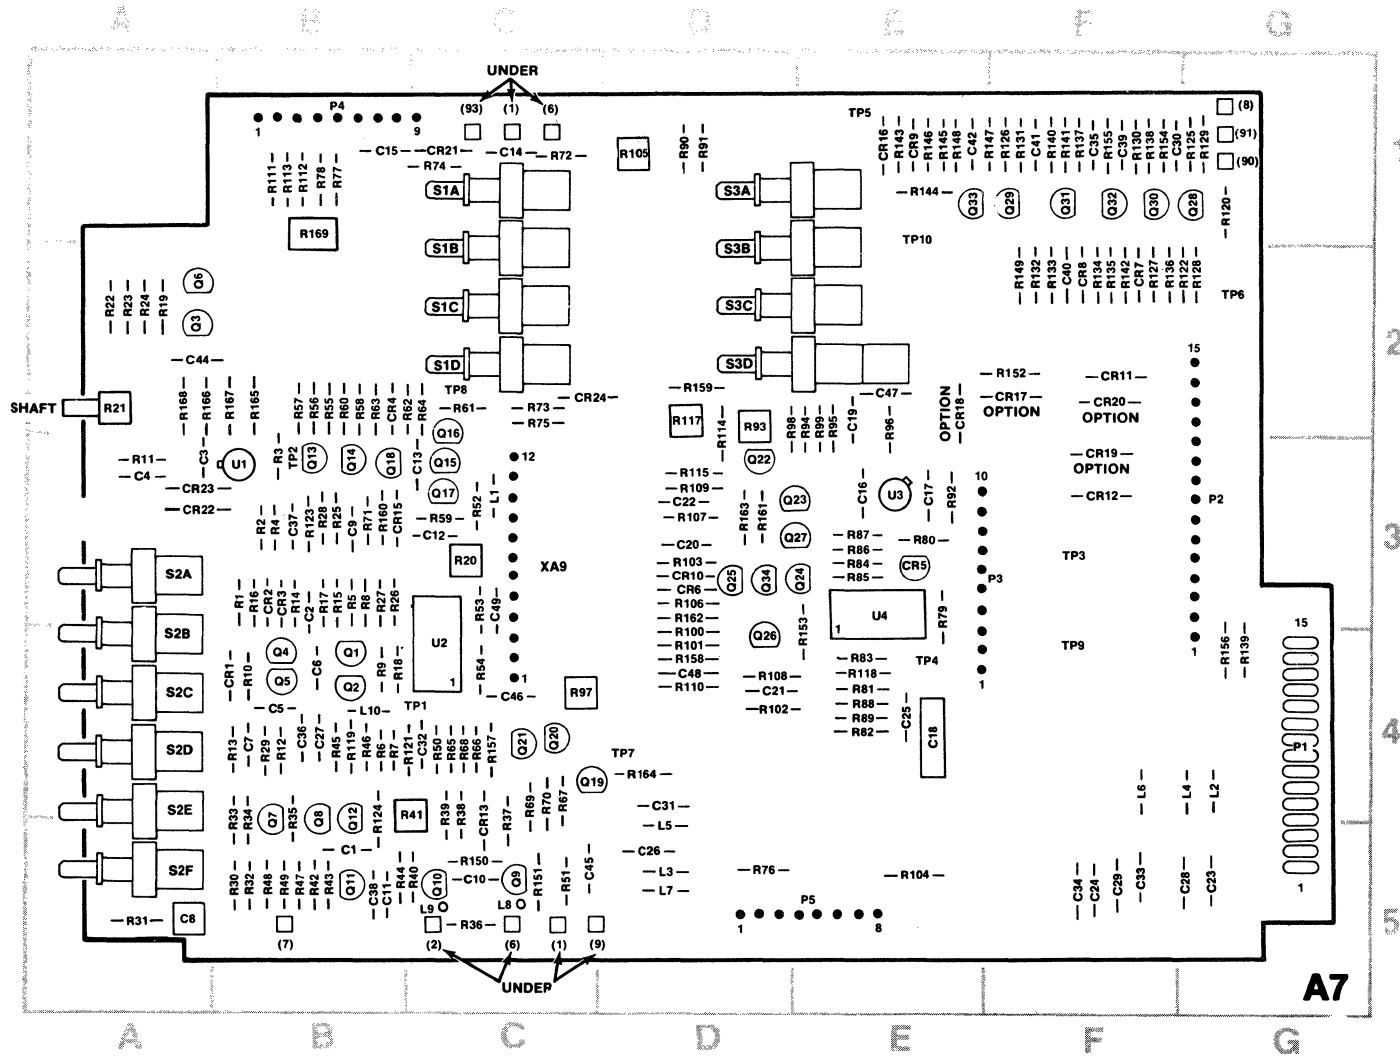 A B C D E F G
UNDER
(93) (1) (6)
P4
1 9
C15 CR21 C14 R72
R74
R105
R90 R91
TP5
CR16 R143 CR9 R146 R145 R148 C42 R147 R126 R131 C41 R140 R141 R137 C35 R155 C39 R130 R138 R154 C30 R125 R129
(8)
(91)
(90)
1
R111 R113 R112 R78 R77
S1A S3A
R144
Q33 Q29 Q31 Q32 Q30 Q28
R120
R169
S1B S3B
TP10
R22 R23 R24 R19
Q6
Q3
S1C S3C
R149 R132 R133 C40 CR8 R134 R135 R142 CR7 R127 R136 R122 R128
TP6
2
C44
S1D S3D
15
R152 CR11
SHAFT R21
R168 R166 R167 R165
R57 R56 R55 R60 R58 R63 CR4 R62 R64
TP8
R61 R73 CR24
R75
R159
R117 R114 R93
R98 R94 R99 R95 C19 C47 R96
OPTION CR18
CR17
OPTION
CR20
OPTION
Q16
R11
C4
C3 U1 R3 TP2 Q13 Q14 Q18 C13 Q15
12
Q22
CR19
OPTION
CR23
CR22
Q17 R52 L1
R115
R109
C22
R107
R163 R161 Q23
C16 U3 C17 R92
10
CR12
P2
R2 R4 C37 R123 R28 R25 C9 R71 R160 CR15
R59
C12
R20
XA9
C20
Q27
R87
R86
R84
R85
R80
CR5
P3
TP3
3
S2A
R103
CR10
CR6
R106
R162
R100
R101
R158
C48
R110
Q25 Q34 Q24
R1 R16 CR2 CR3 R14 C2 R17 R15 R5 R8 R27 R26
U2
1
R53 C49
U4
1
R79
S2B
Q26 R153
TP9
1
R156 R139
15
CR1 R10 Q4 C6 Q1 R9 R18 R54
R83
R118
R81
R88
R89
R82
TP4
S2C
Q5 Q2
1
C46 R97
R108
C21
R102
1
C5 L10 TP1
C25 C18
S2D
R13 C7 R29 R12 C36 C27 R45 R119 R46 R6 R7 R121 C32 R50 R65 R68 R66 R157
Q21 Q20
TP7
4
P1
Q19 R164
L6 L4 L2
S2E
R33 R34 Q7 R35 Q8 Q12 R124 R41 R39 R38 CR13 R37 R69 R70 R67
C31
L5
C1
R150
C10
C26
S2F
R30 R32 R48 R49 R47 R42 R43 Q11 C38 C11 R44 R40 Q10 Q9 R151 R51 C45
L3
L7
R76 R104
C34 C24 C29 C33 C28 C23
1
R31 C8
L9 L8
R36
P5
1 8
5
(7) (2) (6) (1) (9)
UNDER
A7
A B C D E F G